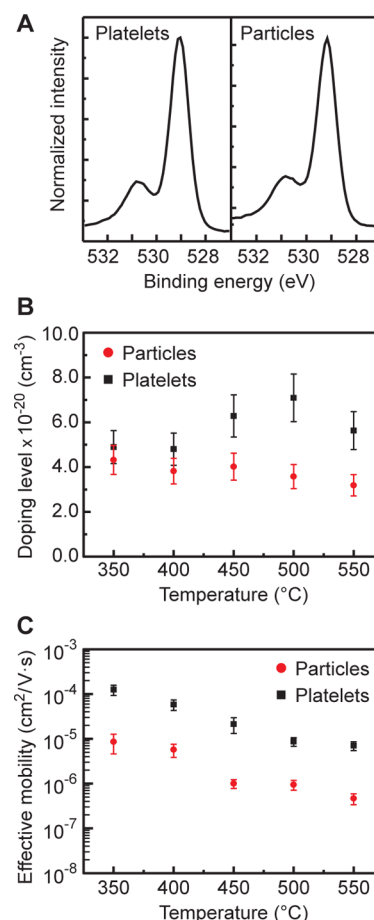 A
Platelets
Particles
Normalized intensity
532 530 528 532 530 528
Binding energy (eV)
B
10.0
8.0
6.0
4.0
2.0
0.0
Particles
Platelets
Doping level x 10-20 (cm-3)
350 400 450 500 550
Temperature (°C)
C
10-3
10-4
10-5
10-6
10-7
10-8
Particles
Platelets
Effective mobility (cm2/V·s)
350 400 450 500 550
Temperature (°C)